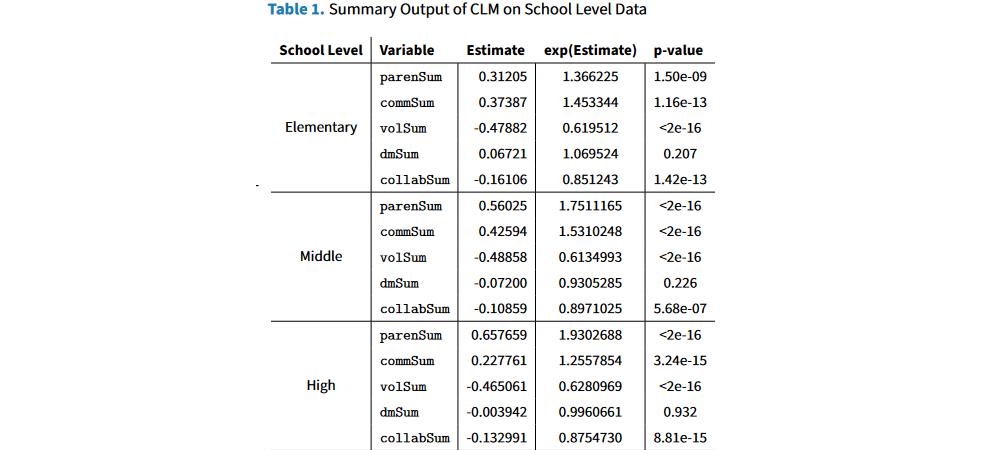 Table 1. Summary Output of CLM on School Level Data
School Level Variable Estimate exp(Estimate) p-value
parenSum 0.31205 1.366225 1.50e-09
commSum 0.37387 1.453344 1.16e-13
Elementary volSum -0.47882 0.619512 <2e-16
dmSum 0.06721 1.069524 0.207
collabSum -0.16106 0.851243 1.42e-13
parenSum 0.56025 1.7511165 <2e-16
commSum 0.42594 1.5310248 <2e-16
Middle volSum -0.48858 0.6134993 <2e-16
dmSum -0.07200 0.9305285 0.226
collabSum -0.10859 0.8971025 5.68e-07
parenSum 0.657659 1.9302688 <2e-16
commSum 0.227761 1.2557854 3.24e-15
High volSum -0.465061 0.6280969 <2e-16
dmSum -0.003942 0.9960661 0.932
collabSum -0.132991 0.8754730 8.81e-15